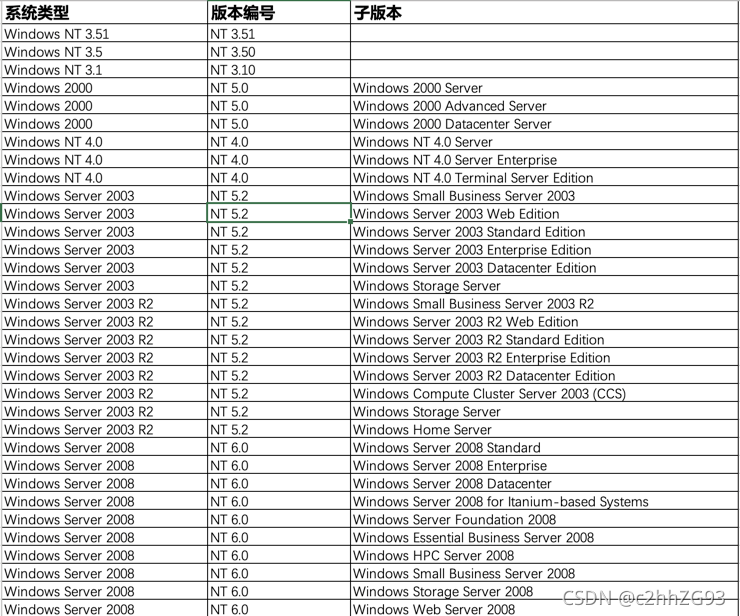 系统类型 版本编号 子版本
Windows NT 3.51 NT 3.51
Windows NT 3.5 NT 3.50
Windows NT 3.1 NT 3.10
Windows 2000 NT 5.0 Windows 2000 Server
Windows 2000 NT 5.0 Windows 2000 Advanced Server
Windows 2000 NT 5.0 Windows 2000 Datacenter Server
Windows NT 4.0 NT 4.0 Windows NT 4.0 Server
Windows NT 4.0 NT 4.0 Windows NT 4.0 Server Enterprise
Windows NT 4.0 NT 4.0 Windows NT 4.0 Terminal Server Edition
Windows Server 2003 NT 5.2 Windows Small Business Server 2003
Windows Server 2003 NT 5.2 Windows Server 2003 Web Edition
Windows Server 2003 NT 5.2 Windows Server 2003 Standard Edition
Windows Server 2003 NT 5.2 Windows Server 2003 Enterprise Edition
Windows Server 2003 NT 5.2 Windows Server 2003 Datacenter Edition
Windows Server 2003 NT 5.2 Windows Storage Server
Windows Server 2003 R2 NT 5.2 Windows Small Business Server 2003 R2
Windows Server 2003 R2 NT 5.2 Windows Server 2003 R2 Web Edition
Windows Server 2003 R2 NT 5.2 Windows Server 2003 R2 Standard Edition
Windows Server 2003 R2 NT 5.2 Windows Server 2003 R2 Enterprise Edition
Windows Server 2003 R2 NT 5.2 Windows Server 2003 R2 Datacenter Edition
Windows Server 2003 R2 NT 5.2 Windows Compute Cluster Server 2003 (CCS)
Windows Server 2003 R2 NT 5.2 Windows Storage Server
Windows Server 2003 R2 NT 5.2 Windows Home Server
Windows Server 2008 NT 6.0 Windows Server 2008 Standard
Windows Server 2008 NT 6.0 Windows Server 2008 Enterprise
Windows Server 2008 NT 6.0 Windows Server 2008 Datacenter
Windows Server 2008 NT 6.0 Windows Server 2008 for Itanium-based Systems
Windows Server 2008 NT 6.0 Windows Server Foundation 2008
Windows Server 2008 NT 6.0 Windows Essential Business Server 2008
Windows Server 2008 NT 6.0 Windows HPC Server 2008
Windows Server 2008 NT 6.0 Windows Small Business Server 2008
Windows Server 2008 NT 6.0 Windows Storage Server 2008
Windows Server 2008 NT 6.0 Windows Web Server 2008
CSDN @c2hhZG93